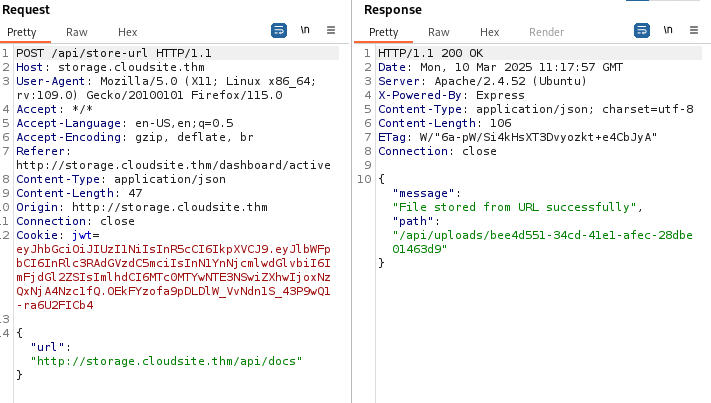 Request
Pretty Raw Hex \n
1 POST /api/store-url HTTP/1.1
2 Host: storage.cloudsite.thm
3 User-Agent: Mozilla/5.0 (X11; Linux x86_64;
rv:109.0) Gecko/20100101 Firefox/115.0
4 Accept: */*
5 Accept-Language: en-US,en;q=0.5
6 Accept-Encoding: gzip, deflate, br
7 Referer:
http://storage.cloudsite.thm/dashboard/active
8 Content-Type: application/json
9 Content-Length: 47
10 Origin: http://storage.cloudsite.thm
11 Connection: close
12 Cookie: jwt=
eyJhbGciOiJIUzI1NiIsInR5cCI6IkpXVCJ9.eyJlbWFp
bCI6InRlc3RAdGVzdC5mciIsInN1YnNjcmlwdGlvbiI6I
mFjdGl2ZSIsImlhdCI6MTc0MTYwNTE3NSwiZXhwIjoxNz
QxNjA4Nzc1fQ.OEkFYzofa9pDLDlW_VvNdn1S_43P9wQ1
-ra6U2FICb4
13
14 {
"url":
"http://storage.cloudsite.thm/api/docs"
}
Response
Pretty Raw Hex Render \n
1 HTTP/1.1 200 OK
2 Date: Mon, 10 Mar 2025 11:17:57 GMT
3 Server: Apache/2.4.52 (Ubuntu)
4 X-Powered-By: Express
5 Content-Type: application/json; charset=utf-8
6 Content-Length: 106
7 ETag: W/"6a-pW/Si4kHsXT3Dvyozkt+e4CbJyA"
8 Connection: close
9
10 {
"message":
"File stored from URL successfully",
"path":
"/api/uploads/bee4d551-34cd-41e1-afec-28dbe
01463d9"
}